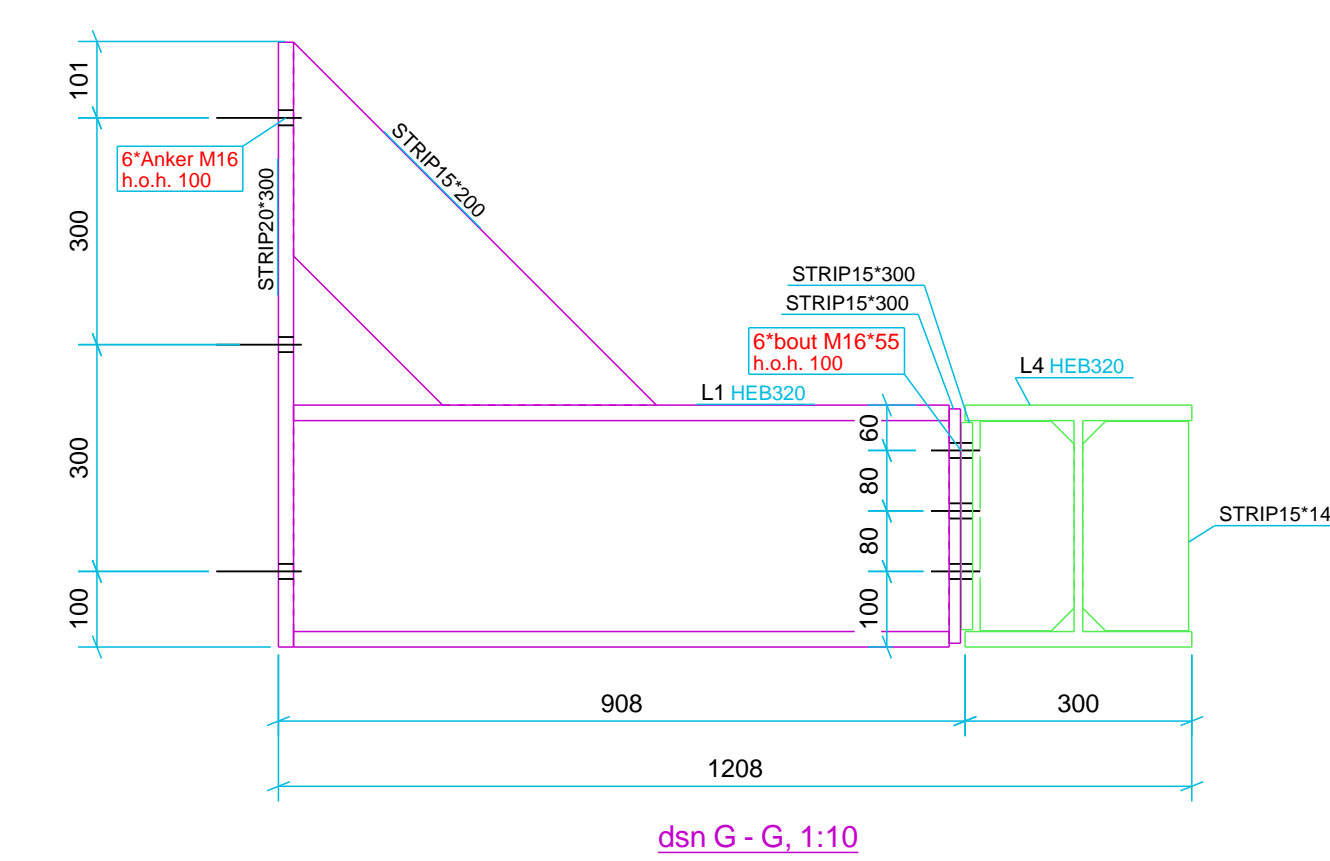 101
6*Anker M16
h.o.h. 100
STRIP15*200
STRIP20*300
300
STRIP15*300
STRIP15*300
6*bout M16*55
h.o.h. 100
L4 HEB320
L1 HEB320
60
300
80
STRIP15*14
80
100
100
908
300
1208
dsn G - G, 1:10